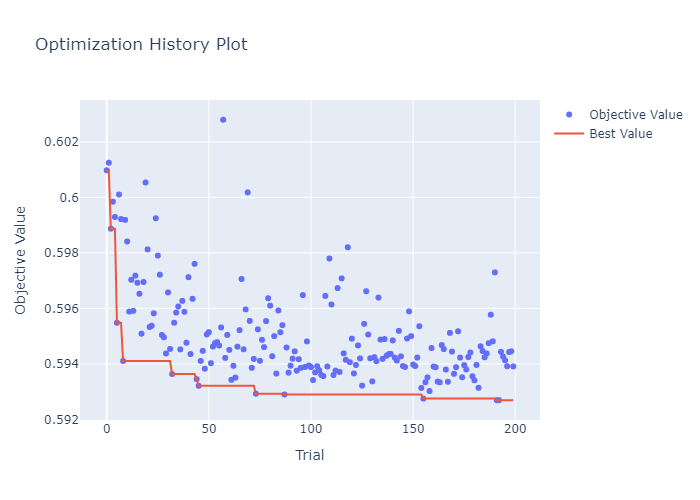 Optimization History Plot
Objective Value
Best Value
0.602
0.6
0.598
0.596
0.594
0.592
Objective Value
0
50
100
150
200
Trial